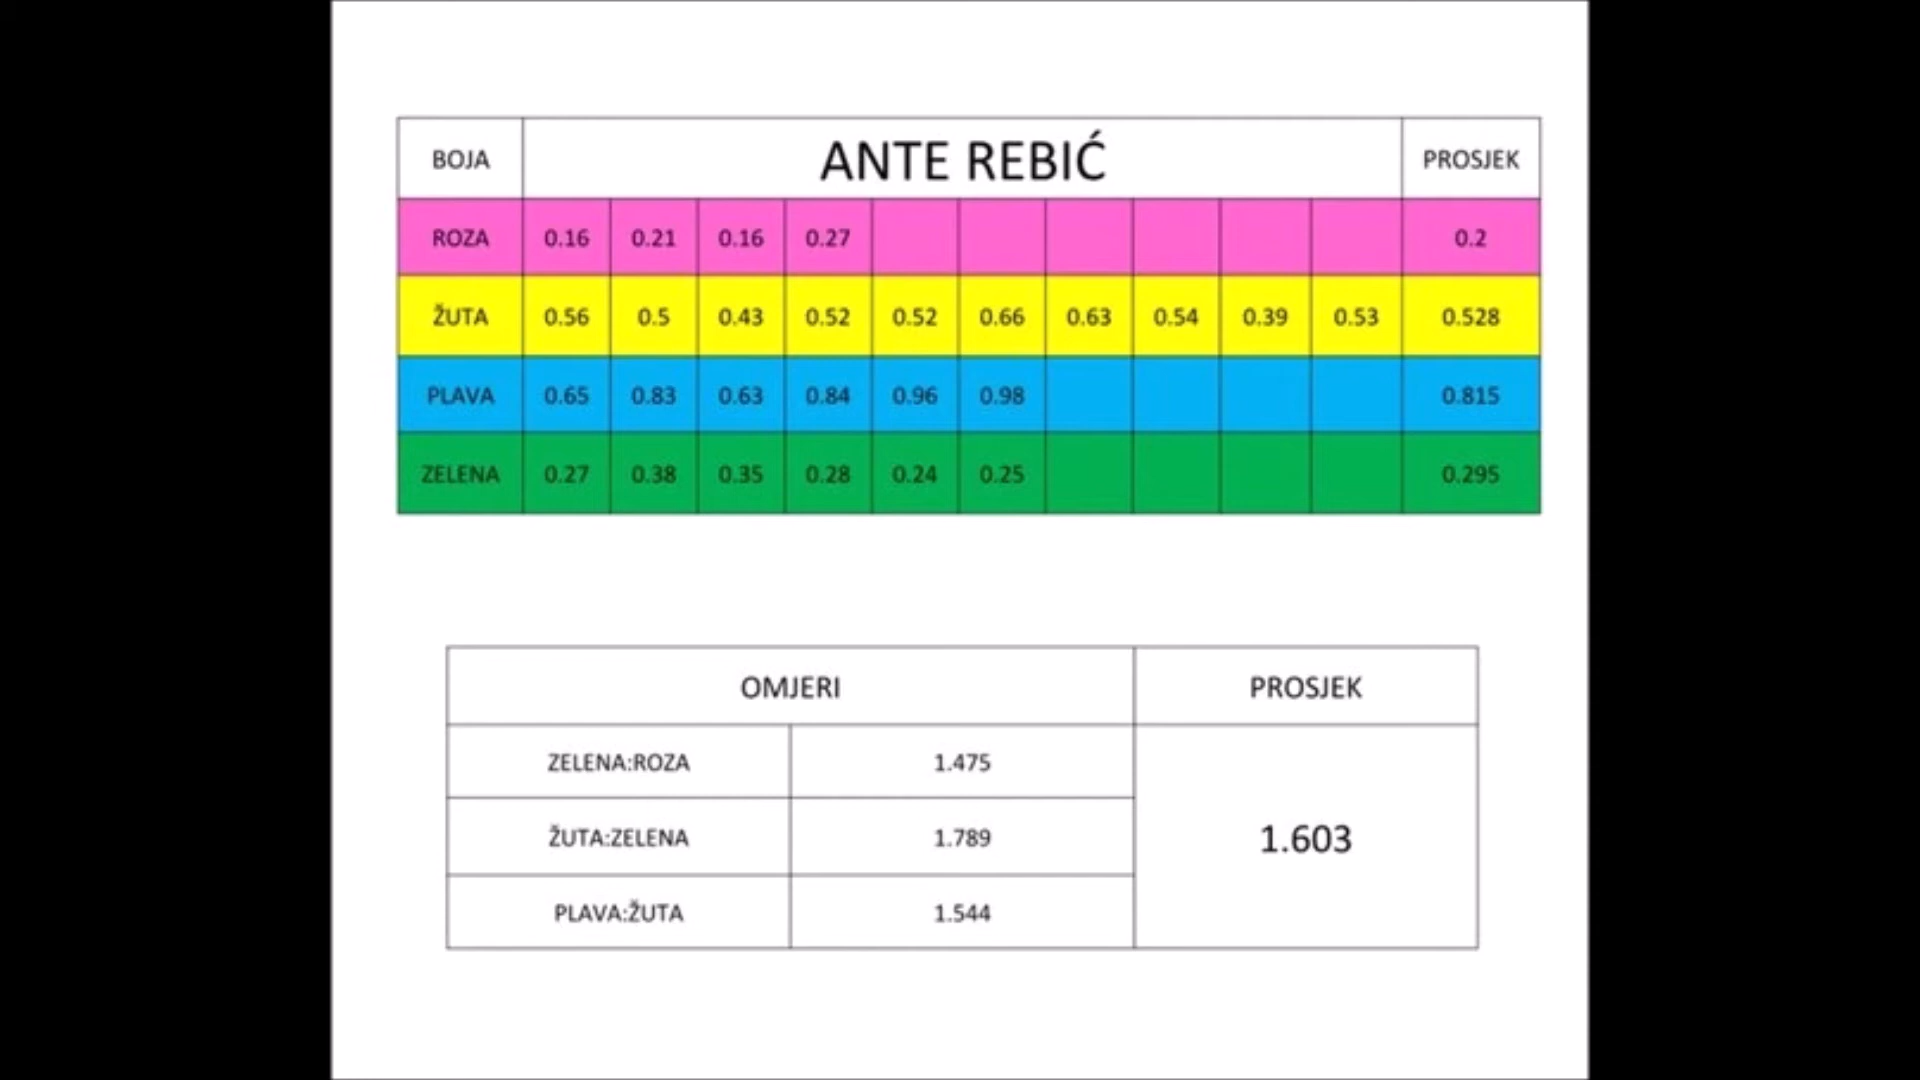 BOJA ANTE REBIĆ PROSJEK
ROZA 0.16 0.21 0.16 0.27 0.2
ŽUTA 0.56 0.5 0.43 0.52 0.52 0.66 0.63 0.54 0.39 0.53 0.528
PLAVA 0.65 0.83 0.63 0.84 0.96 0.98 0.815
ZELENA 0.27 0.38 0.35 0.28 0.24 0.25 0.295
OMJERI PROSJEK
ZELENA:ROZA 1.475
ŽUTA:ZELENA 1.789 1.603
PLAVA:ŽUTA 1.544